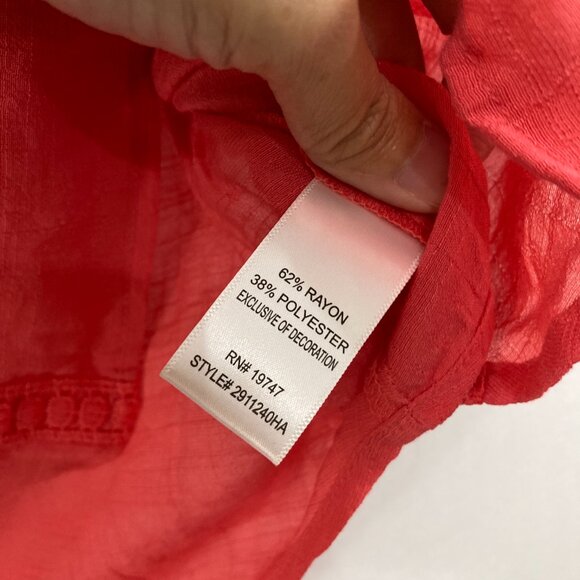 62% RAYON
38% POLYESTER
EXCLUSIVE OF DECORATION
RN# 19747
STYLE# 2911240HA